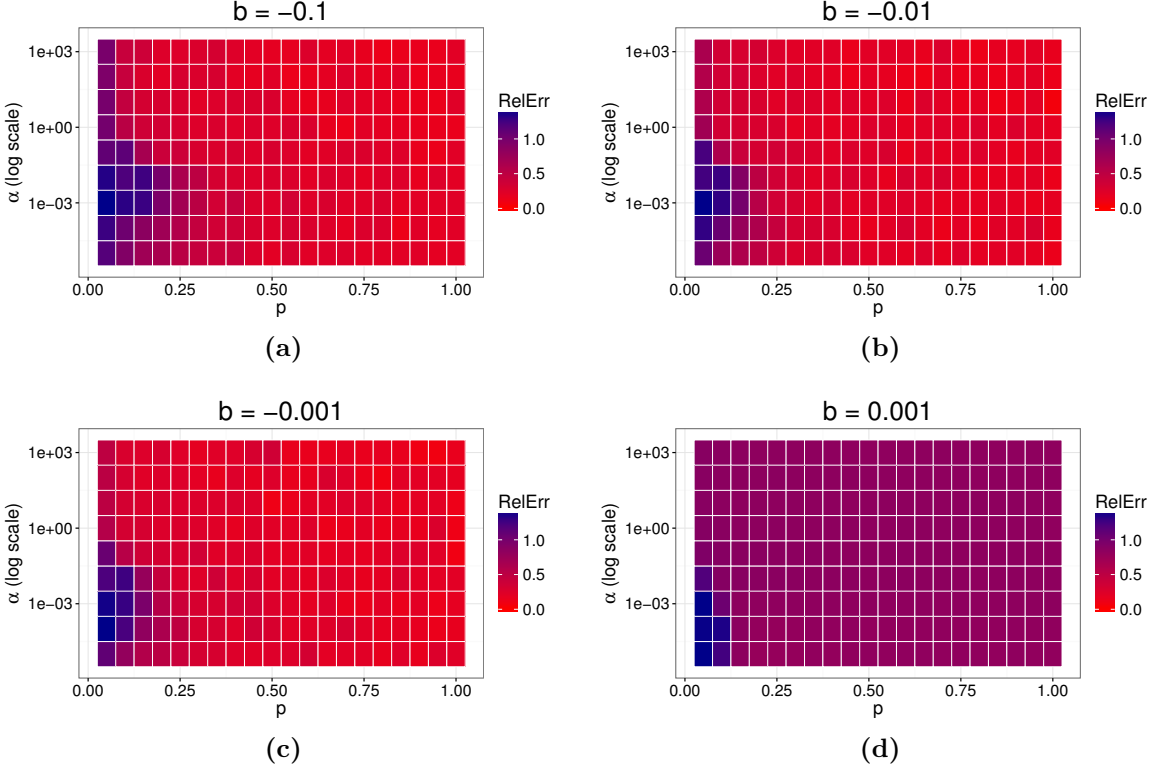 b = −0.1
1e+03
1e+00
1e−03
α (log scale)
0.00
0.25
0.50
0.75
1.00
p
RelErr
1.0
0.5
0.0
(a)
b = −0.01
1e+03
1e+00
1e−03
α (log scale)
0.00
0.25
0.50
0.75
1.00
p
RelErr
1.0
0.5
0.0
(b)
b = −0.001
1e+03
1e+00
1e−03
α (log scale)
0.00
0.25
0.50
0.75
1.00
p
RelErr
1.0
0.5
0.0
(c)
b = 0.001
1e+03
1e+00
1e−03
α (log scale)
0.00
0.25
0.50
0.75
1.00
p
RelErr
1.0
0.5
0.0
(d)